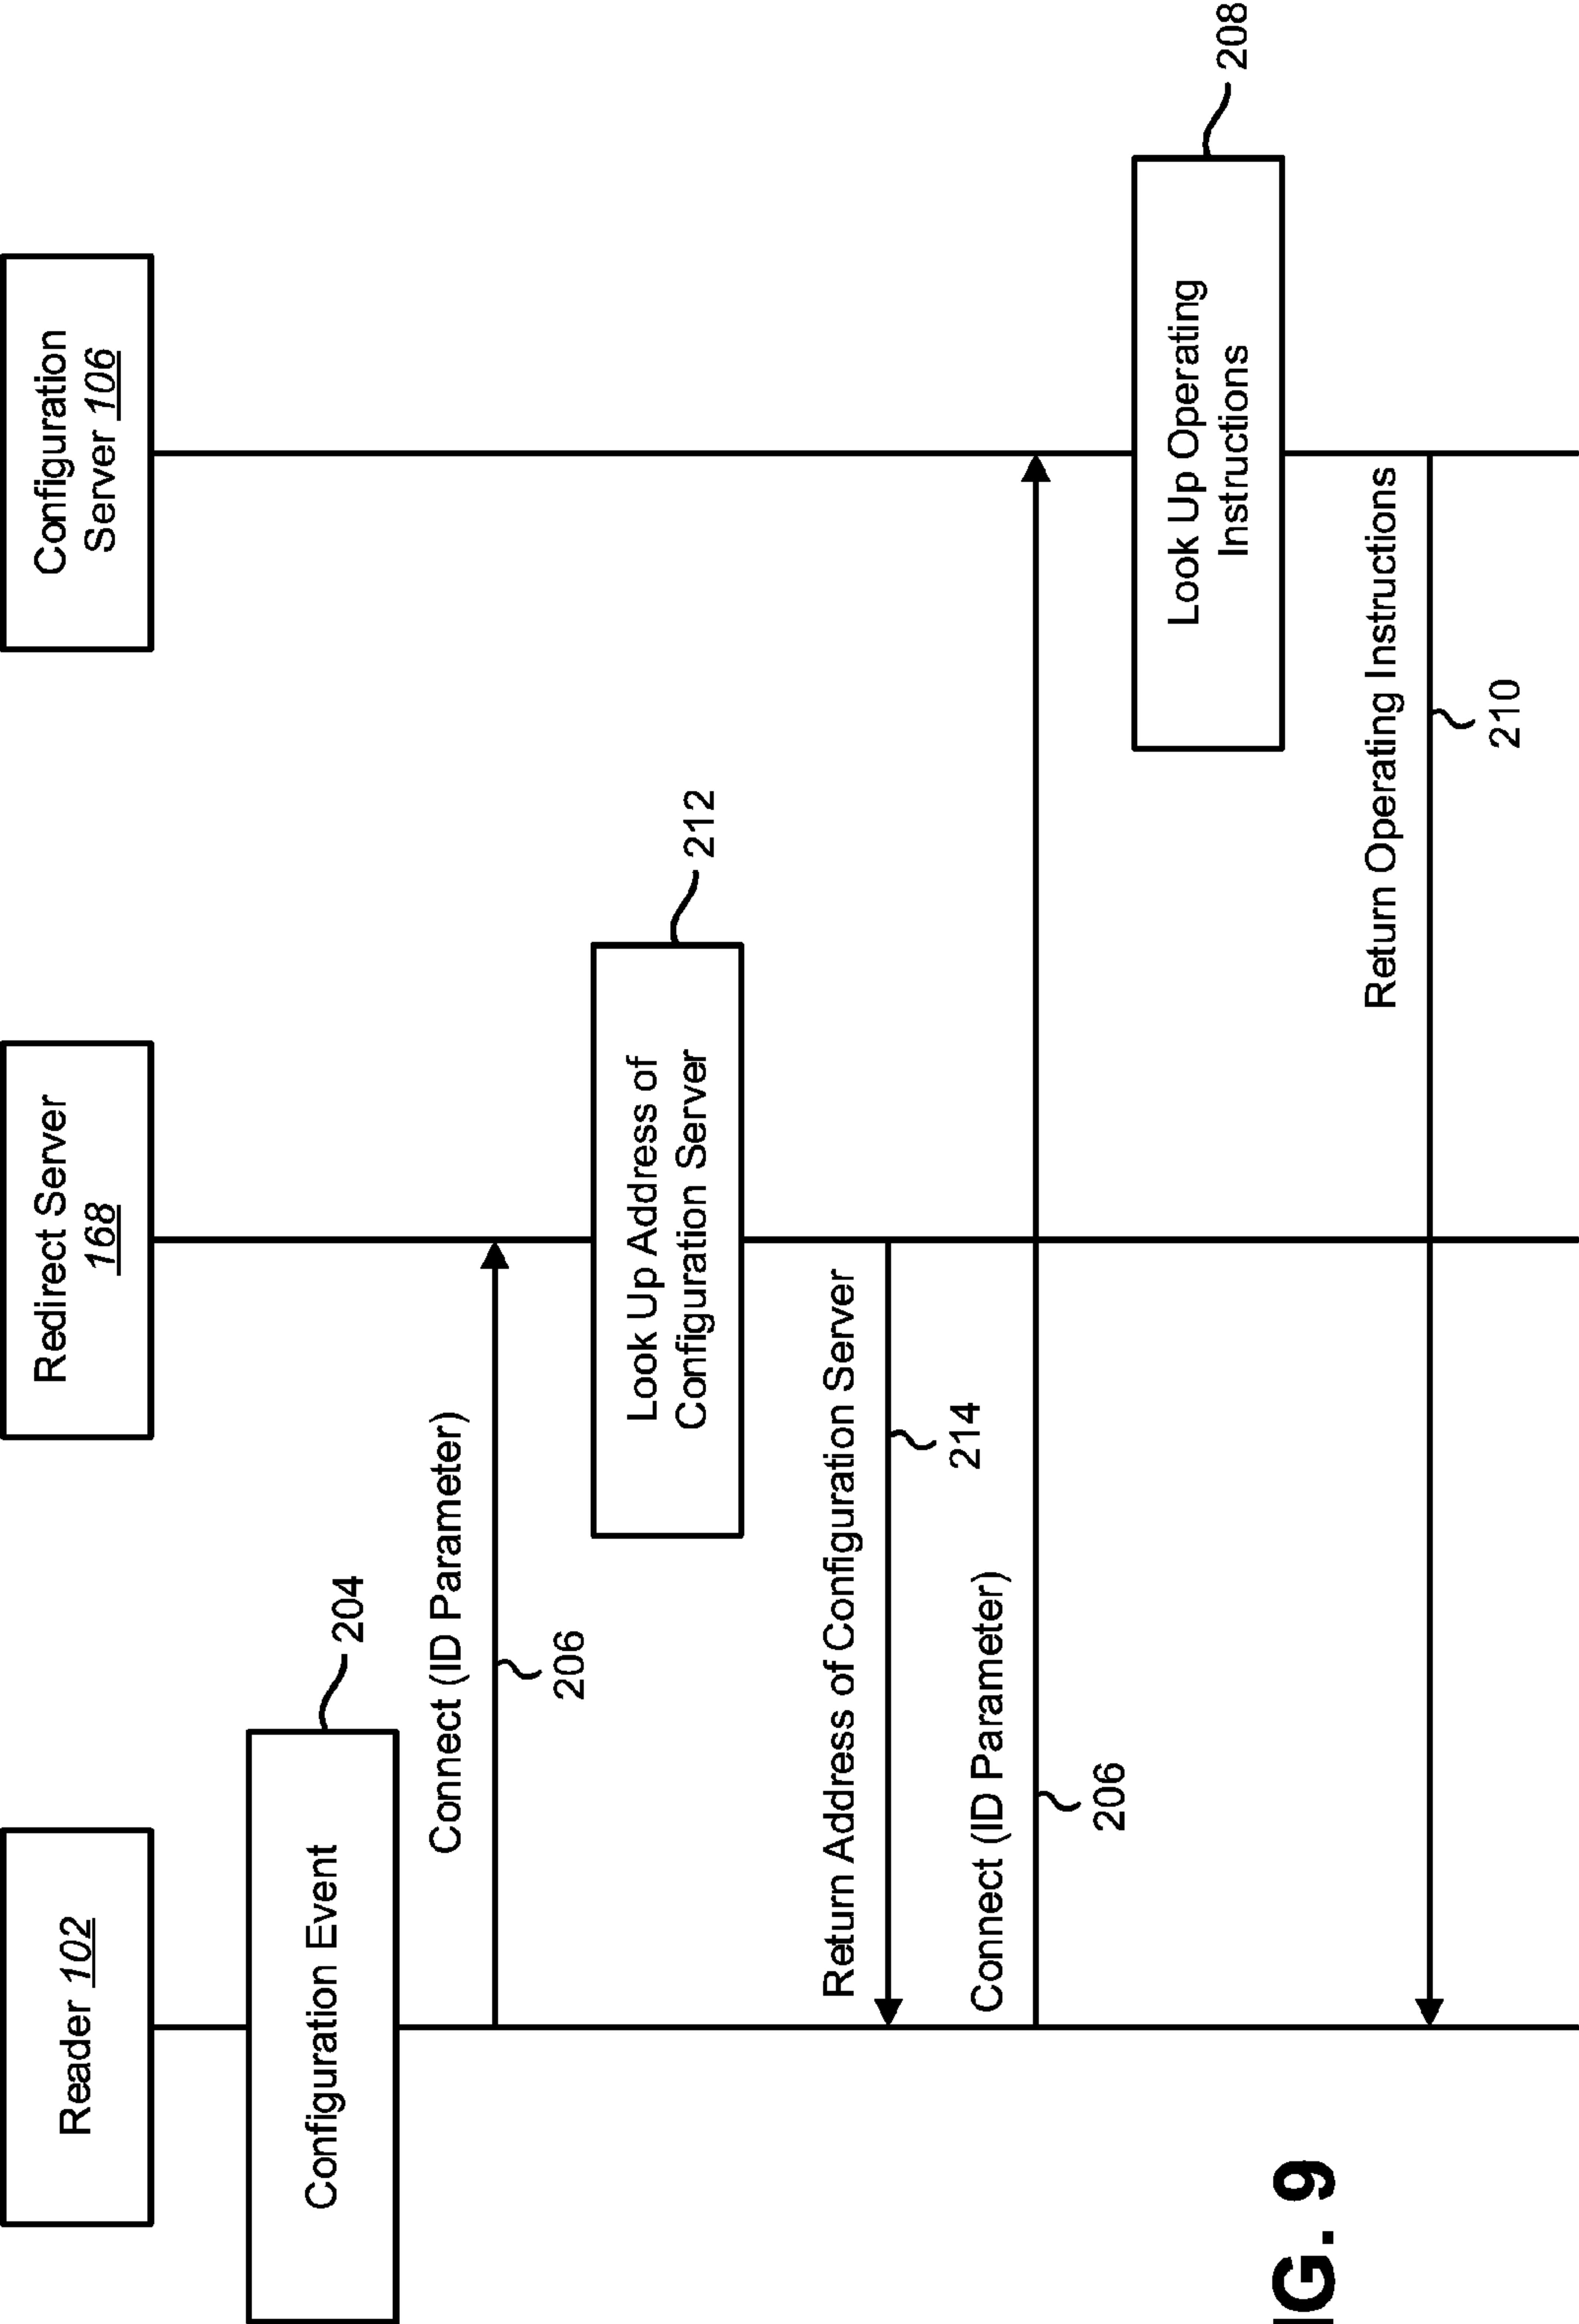 Reader 102
Redirect Server
168
Configuration
Server 106
Configuration Event
204
Connect (ID Parameter)
206
Look Up Address of
Configuration Server
212
Return Address of Configuration Server
214
Connect (ID Parameter)
206
Look Up Operating
Instructions
208
Return Operating Instructions
210
IG. 9